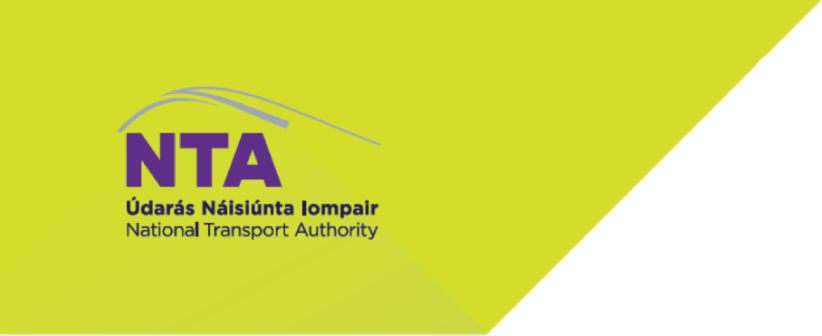 NTA
Údarás Náisiúnta Iompair
National Transport Authority